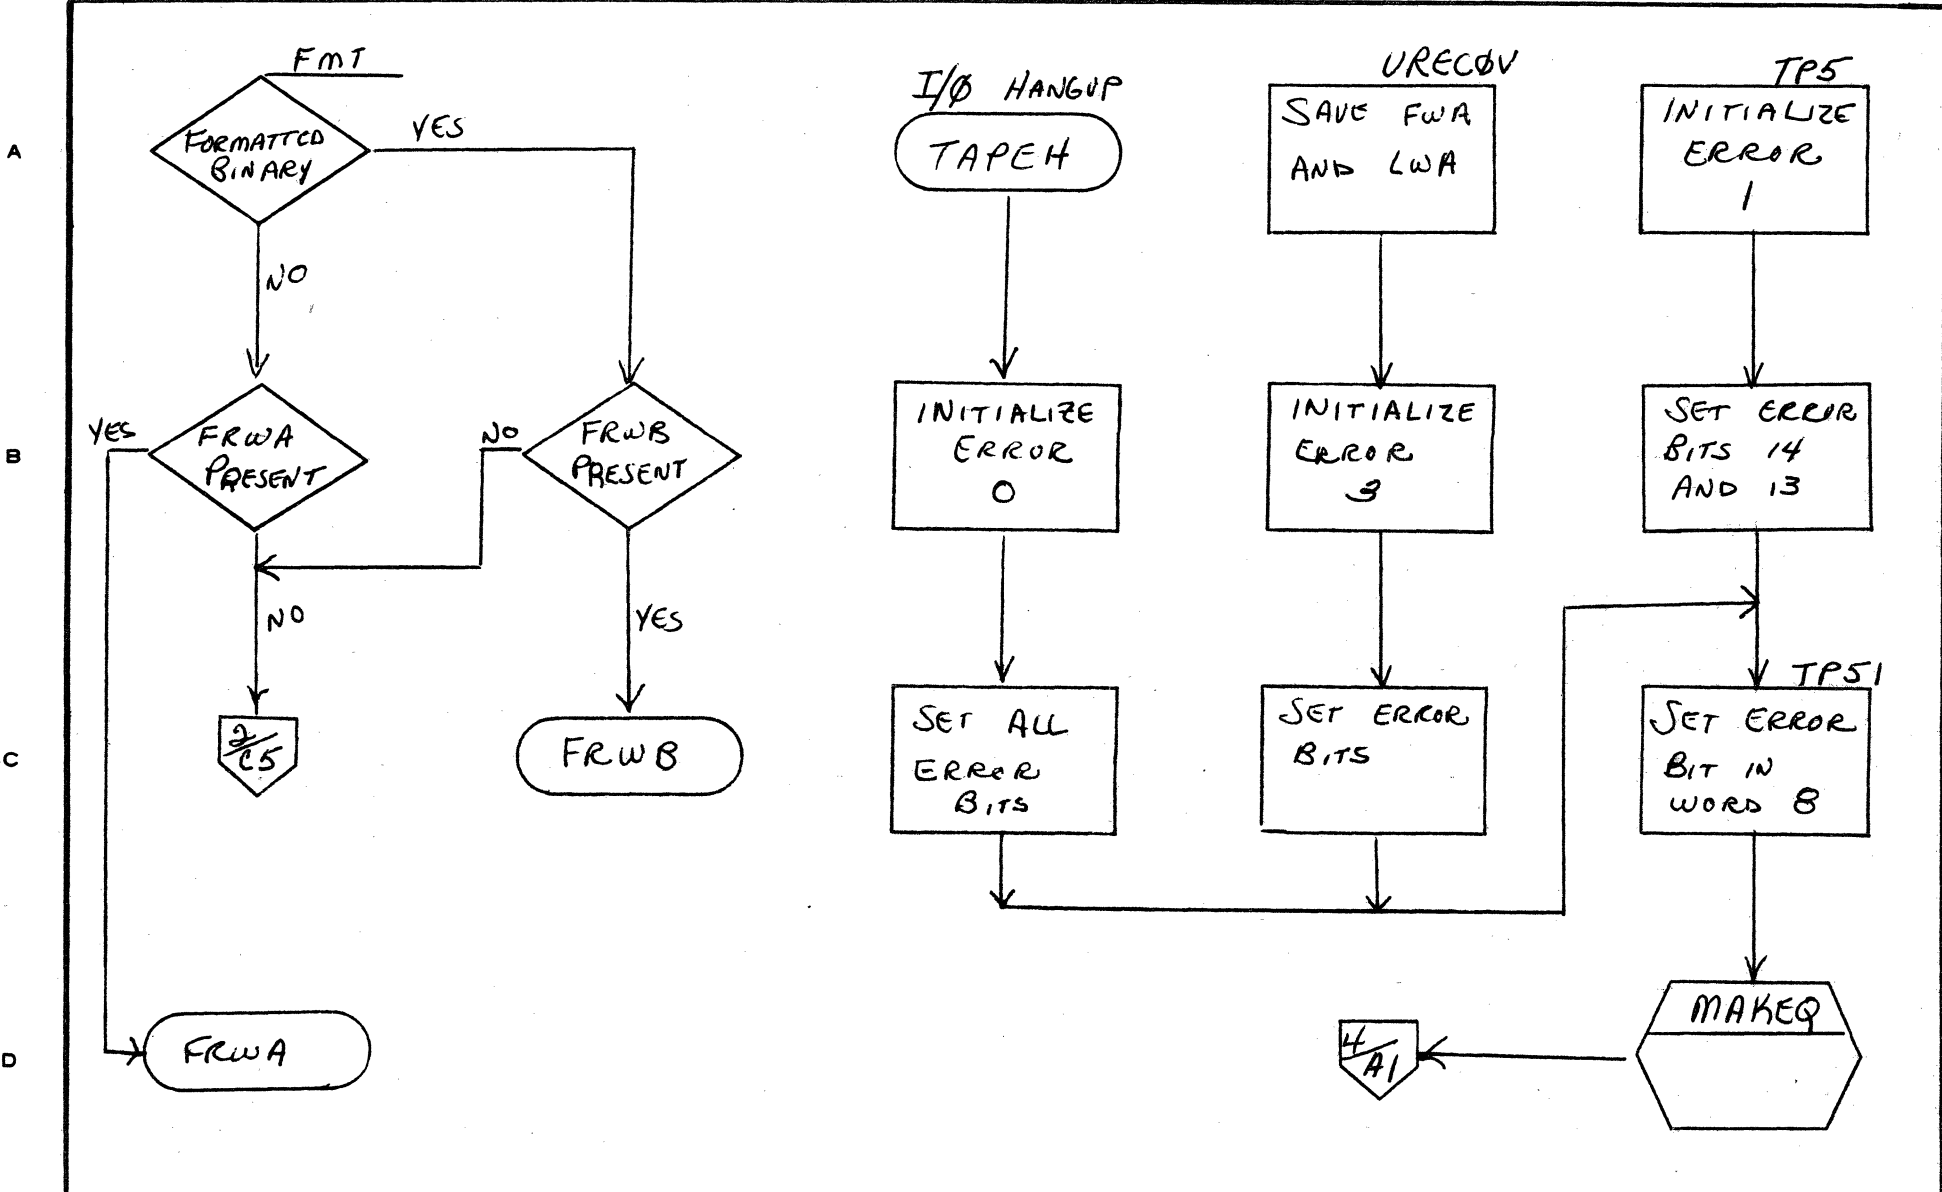 FMT
FORMATTED
BINARY
YES
NO
A
B
C
D
YES
FRWA
PRESENT
NO
FRWB
PRESENT
NO
YES
2/C5
FRWB
FRWA
I/Ø HANGUP
TAPEH
INITIALIZE
ERROR
0
SET ALL
ERROR
BITS
URECØV
SAVE FWA
AND LWA
INITIALIZE
ERROR
3
SET ERROR
BITS
TP5
INITIALIZE
ERROR
1
SET ERROR
BITS 14
AND 13
TP51
SET ERROR
BIT IN
WORD 8
MAKEQ
4/A1